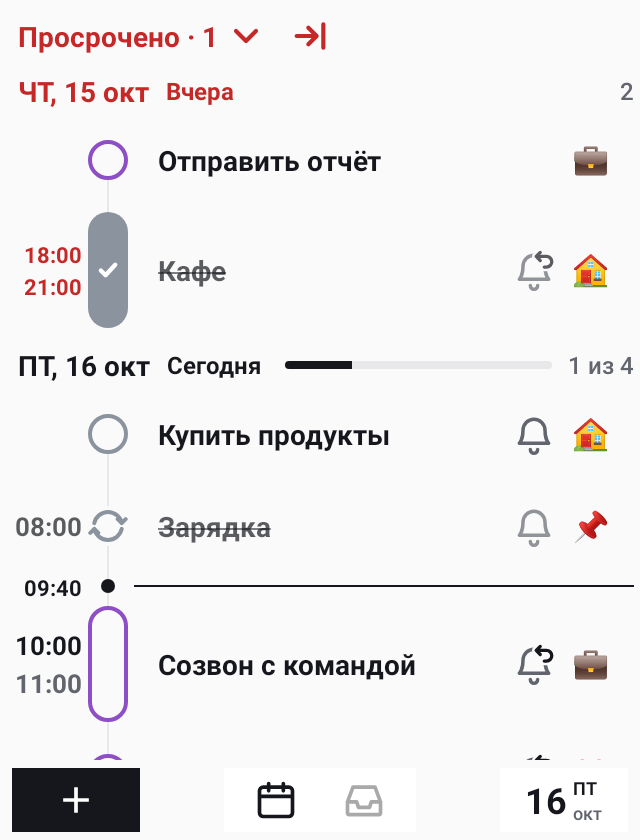 Просрочено · 1
ЧТ, 15 окт Вчера 2
Отправить отчёт
18:00
21:00
Кафе
ПТ, 16 окт Сегодня 1 из 4
Купить продукты
08:00 Зарядка
09:40
10:00
11:00
Созвон с командой
16 ПТ
окт